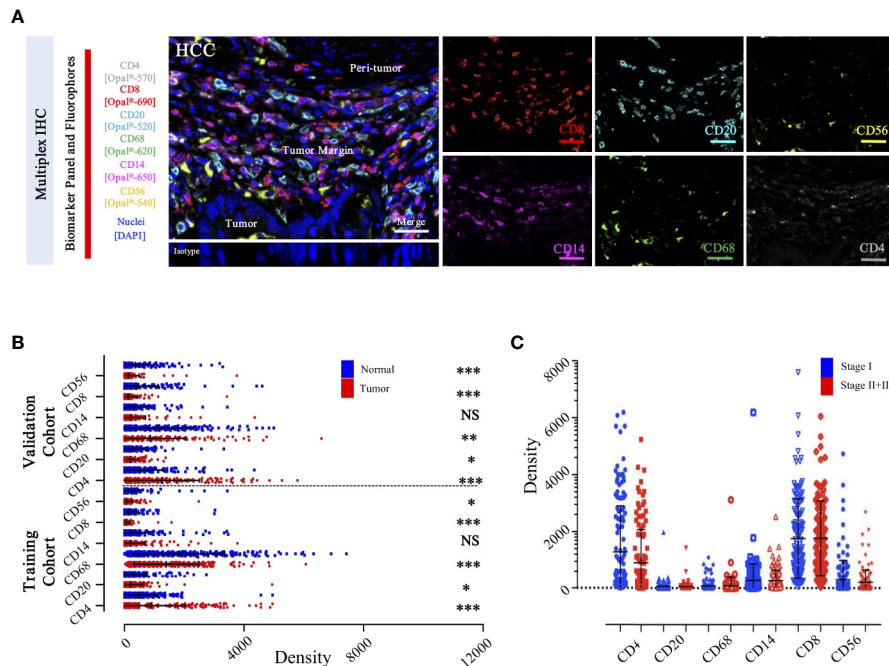 A
Multiplex IHC
Biomarker Panel and Fluorophores
CD4
[Opal®-570]
CD8
[Opal®-690]
CD20
[Opal®-520]
CD68
[Opal®-620]
CD14
[Opal®-650]
CD56
[Opal®-540]
Nuclei
[DAPI]
HCC
Peri-tumor
Tumor Margin
Tumor
Merge
Isotype
CD8
CD20
CD56
CD14
CD68
CD4
B
Validation
Cohort
Training
Cohort
CD56
CD8
CD14
CD68
CD20
CD4
CD56
CD8
CD14
CD68
CD20
CD4
Normal
Tumor
***
***
NS
**
*
***
*
***
NS
***
*
***
0
4000
8000
12000
Density
C
Stage I
Stage II+II
Density
8000
6000
4000
2000
0
CD4
CD20
CD68
CD14
CD8
CD56